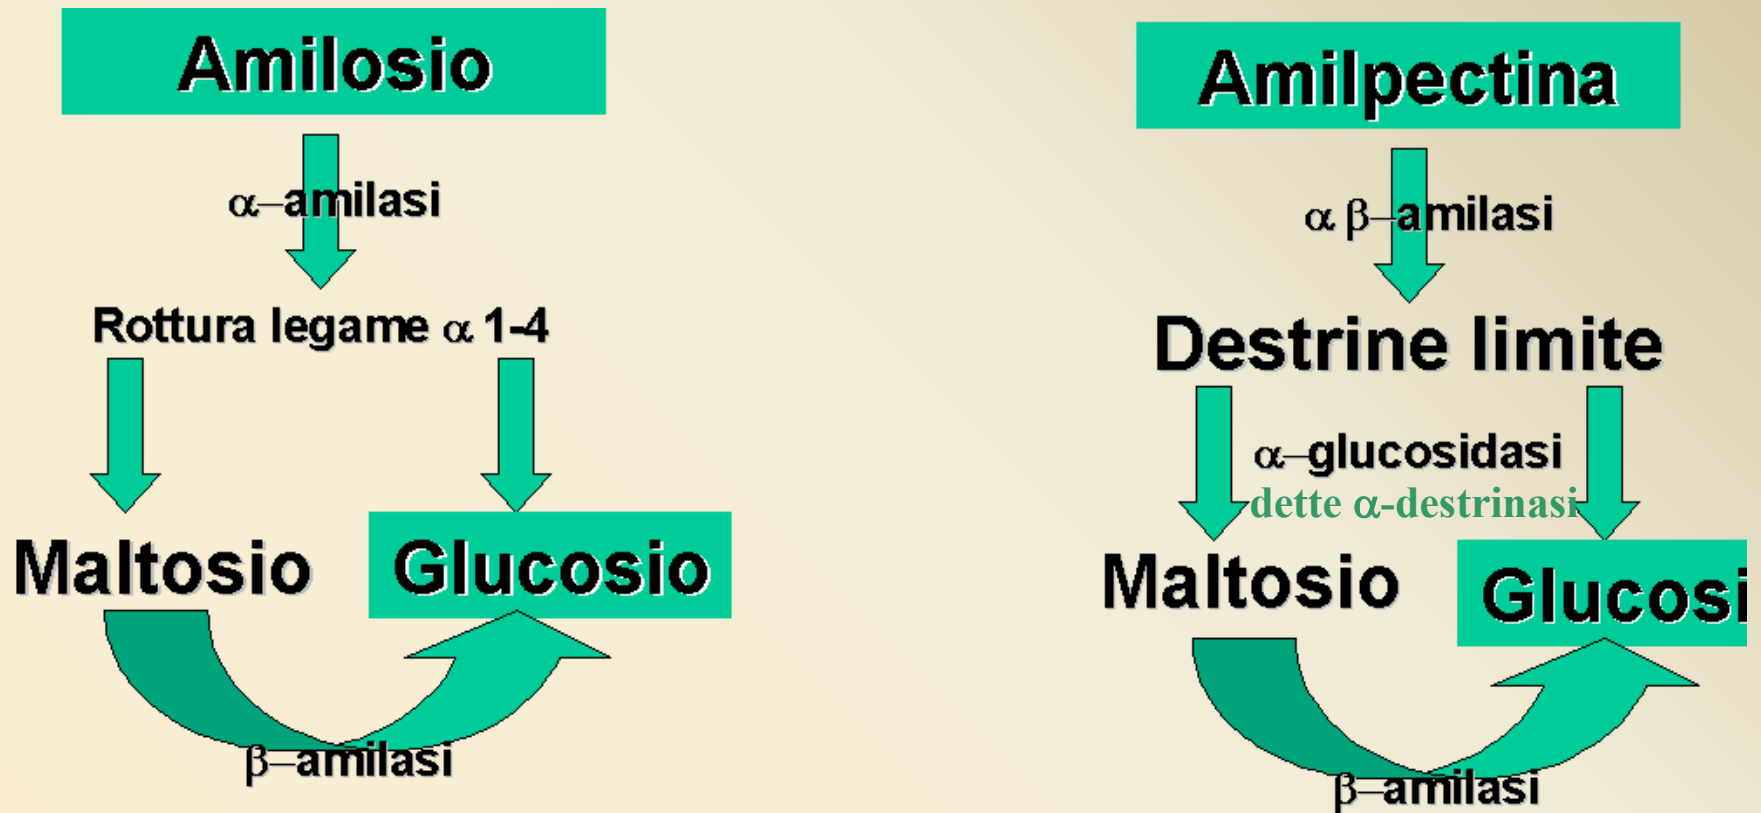 Amilosio
α–amilasi
Rottura legame α 1-4
Maltosio
Glucosio
β–amilasi
Amilpectina
α β–amilasi
Destrine limite
α–glucosidasi
dette α-destrinasi
Maltosio
Glucosi
β–amilasi